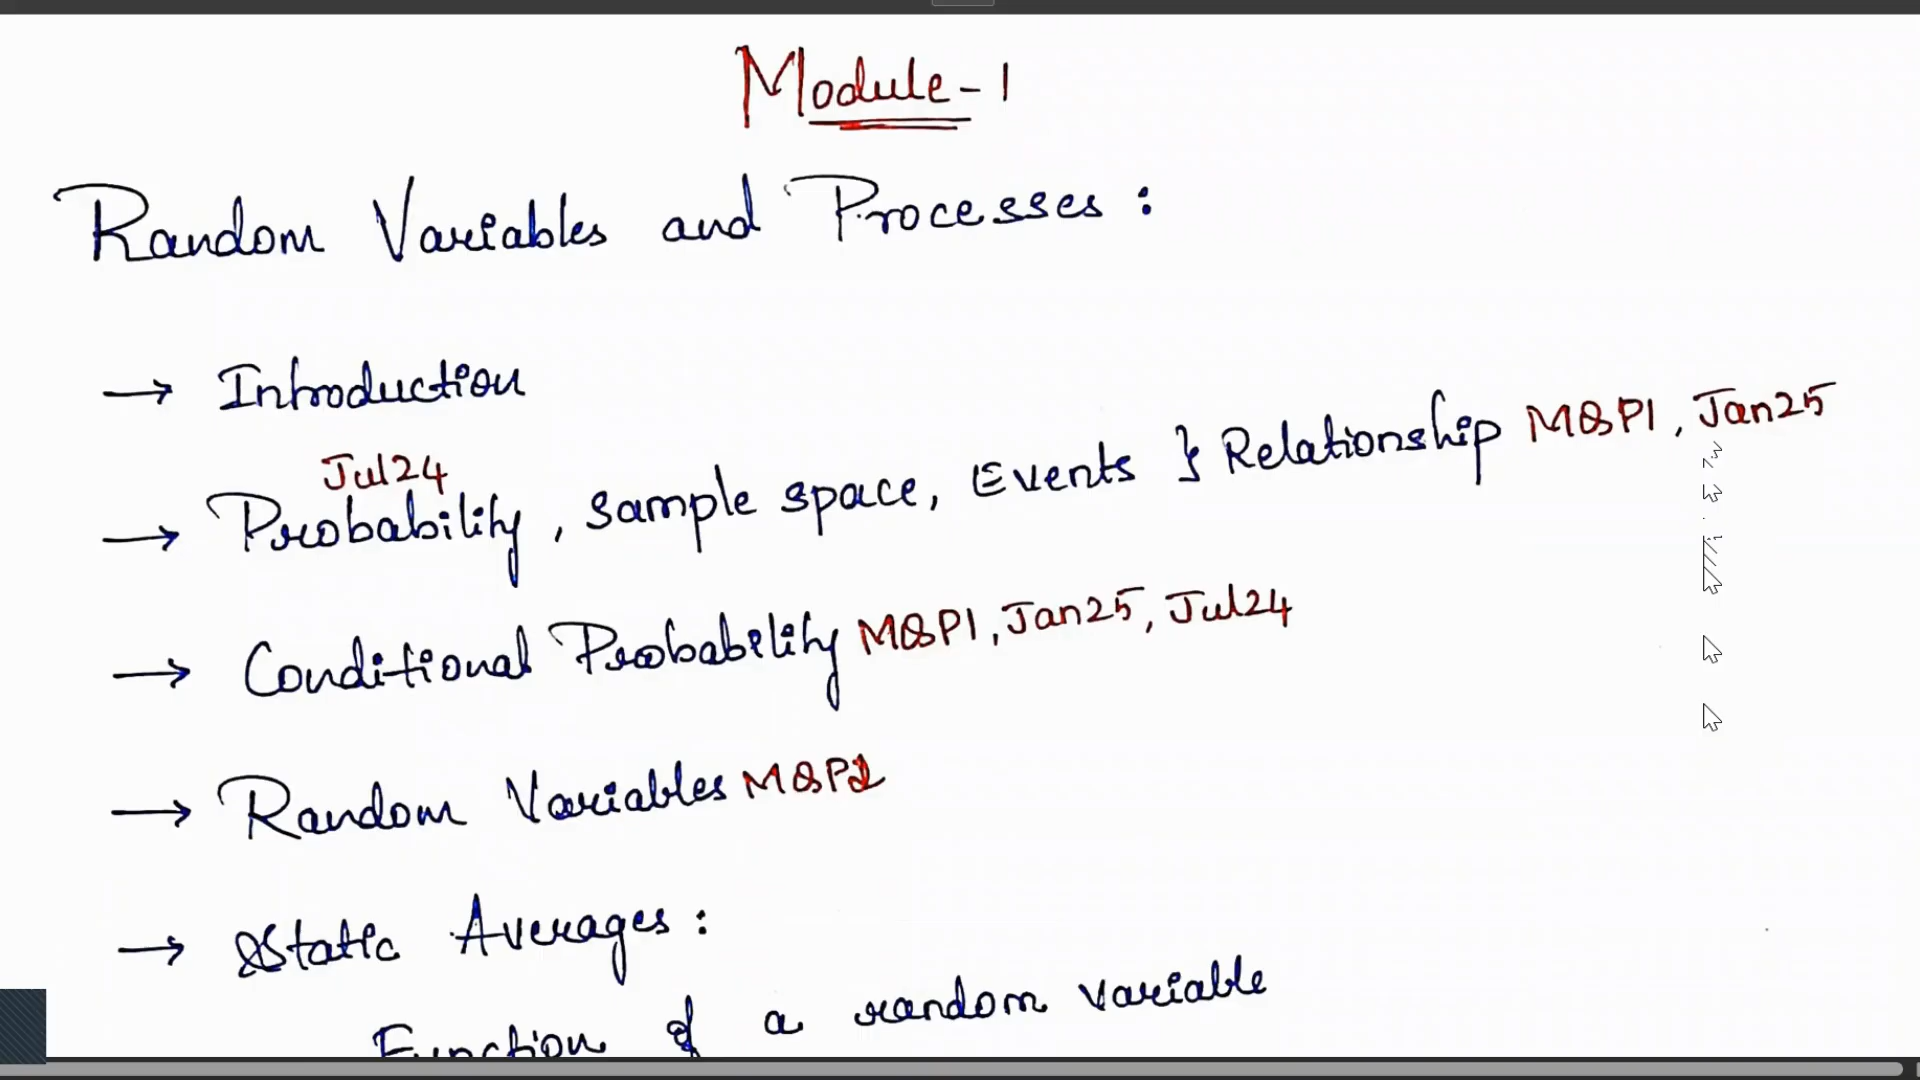 Module-1
Random Variables and Processes :
→ Introduction
Jul24
→ Probability, Sample space, Events } Relationship MQP1, Jan25
→ Conditional Probability MQP1, Jan25, Jul24
→ Random Variables MQP2
→ Static Averages :
Function of a random variable